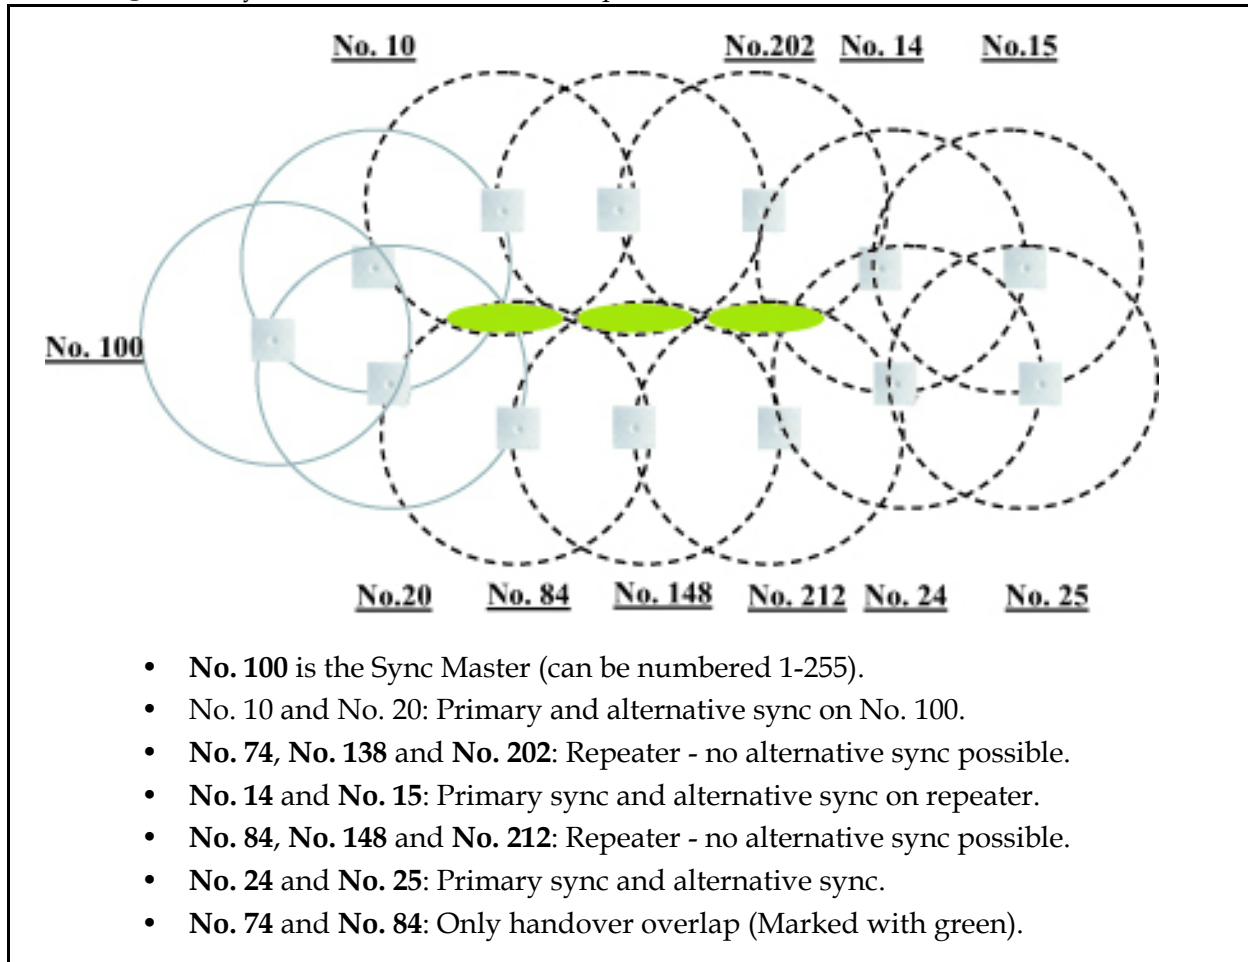 No. 10 No.202 No. 14 No.15
No. 100
No.20 No. 84 No. 148 No. 212 No. 24 No. 25
• No. 100 is the Sync Master (can be numbered 1-255).
• No. 10 and No. 20: Primary and alternative sync on No. 100.
• No. 74, No. 138 and No. 202: Repeater - no alternative sync possible.
• No. 14 and No. 15: Primary sync and alternative sync on repeater.
• No. 84, No. 148 and No. 212: Repeater - no alternative sync possible.
• No. 24 and No. 25: Primary sync and alternative sync.
• No. 74 and No. 84: Only handover overlap (Marked with green).